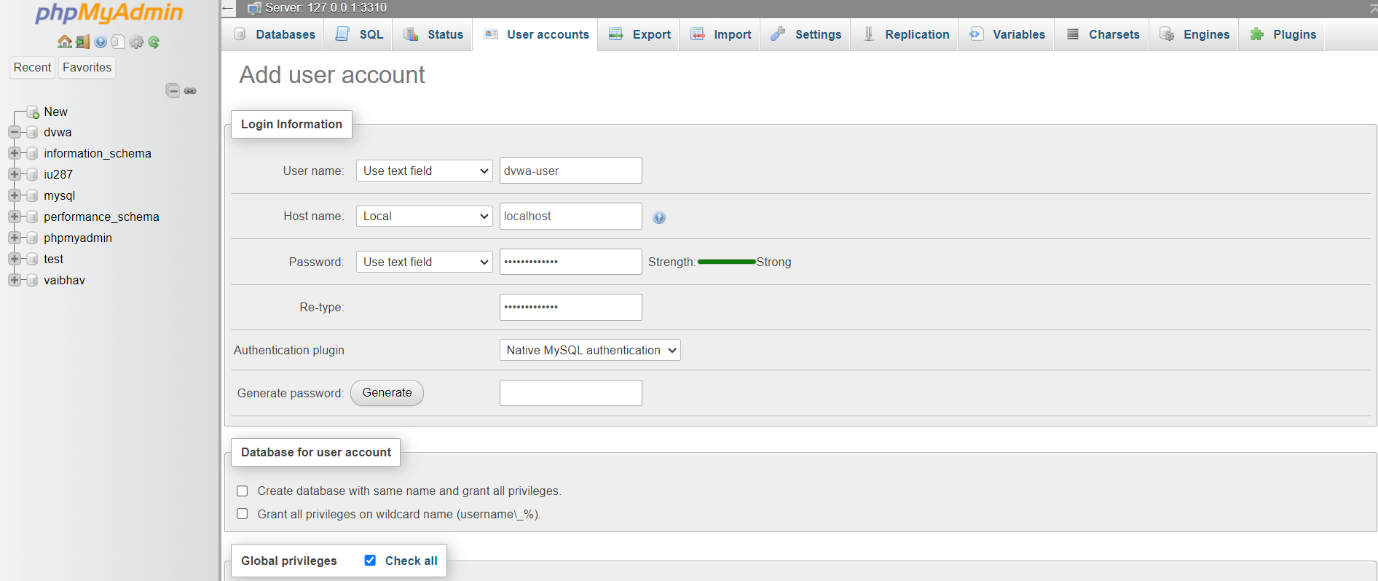 phpMyAdmin
Recent Favorites
New
dvwa
information_schema
iu287
mysql
performance_schema
phpmyadmin
test
vaibhav
Server: 127.0.0.1:3310
Databases SQL Status User accounts Export Import Settings Replication Variables Charsets Engines Plugins
Add user account
Login Information
User name: Use text field dvwa-user
Host name: Local localhost
Password: Use text field ············· Strength: Strong
Re-type: ·············
Authentication plugin Native MySQL authentication
Generate password: Generate
Database for user account
Create database with same name and grant all privileges.
Grant all privileges on wildcard name (username\_%).
Global privileges Check all